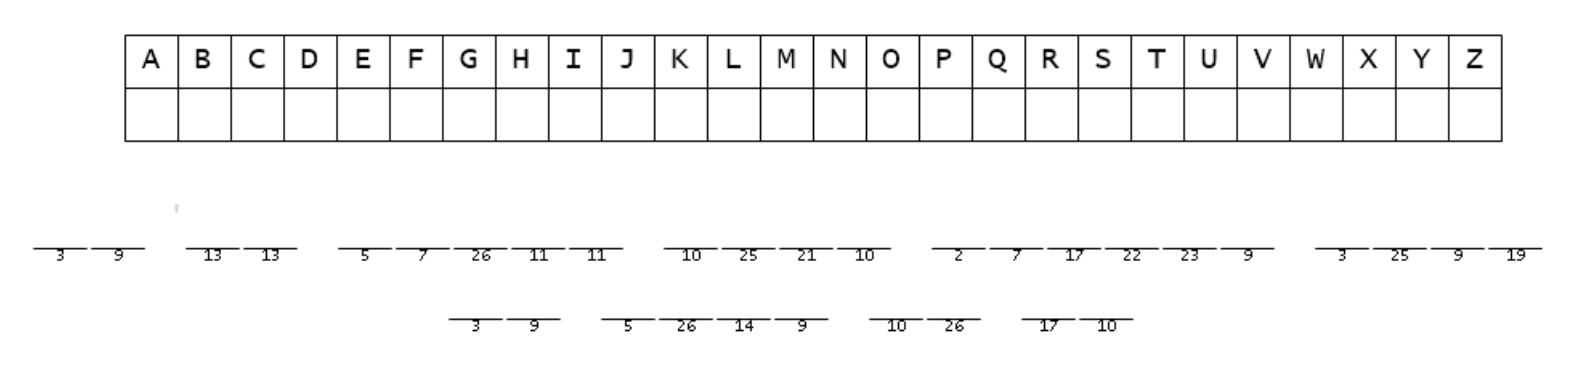 A B C D E F G H I J K L M N O P Q R S T U V W X Y Z
3 9 13 13 5 7 26 11 11 10 25 21 10 2 7 17 22 23 9 3 25 9 19
3 9 5 26 14 9 10 26 17 10